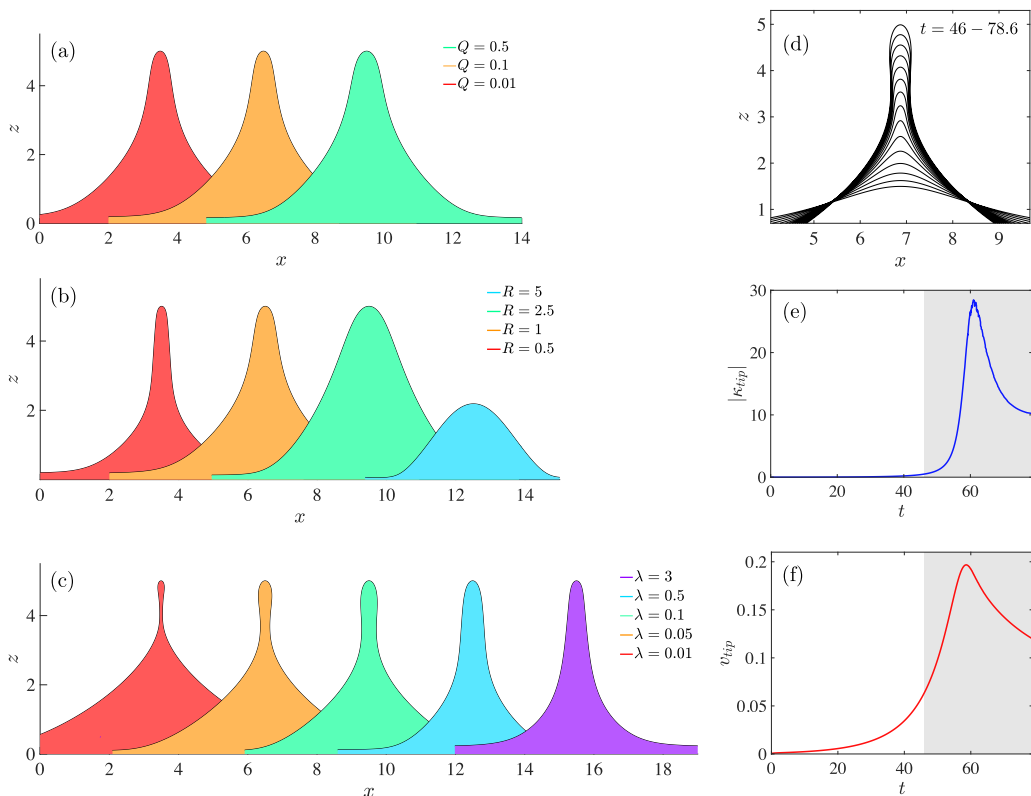 (a)
Q = 0.5
Q = 0.1
Q = 0.01
z
4
2
0
0 2 4 6 8 10 12 14
x
(b)
R = 5
R = 2.5
R = 1
R = 0.5
z
4
2
0 2 4 6 8 10 12 14
x
(c)
λ = 3
λ = 0.5
λ = 0.1
λ = 0.05
λ = 0.01
z
4
2
0
0 2 4 6 8 10 12 14 16 18
x
(d)
t = 46 − 78.6
z
5
4
3
2
1
5 6 7 8 9
x
(e)
|κ_tip|
30
20
10
0
0 20 40 60
t
(f)
v_tip
0.2
0.15
0.1
0.05
0
0 20 40 60
t